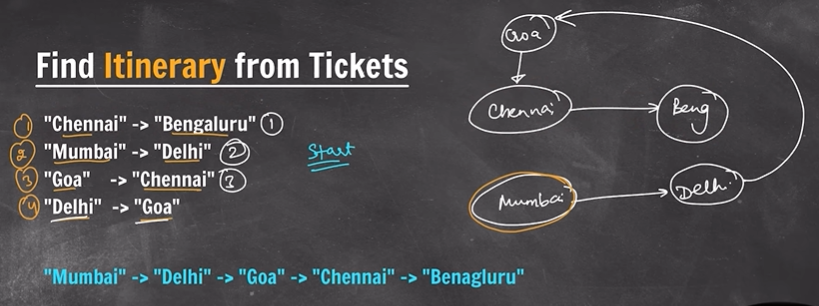 Find Itinerary from Tickets
1 "Chennai" -> "Bengaluru" 1
2 "Mumbai" -> "Delhi" 2
3 "Goa" -> "Chennai" 3
4 "Delhi" -> "Goa"
Start
"Mumbai" -> "Delhi" -> "Goa" -> "Chennai" -> "Benagluru"
Goa
Chennai
Beng
Mumbai
Delhi